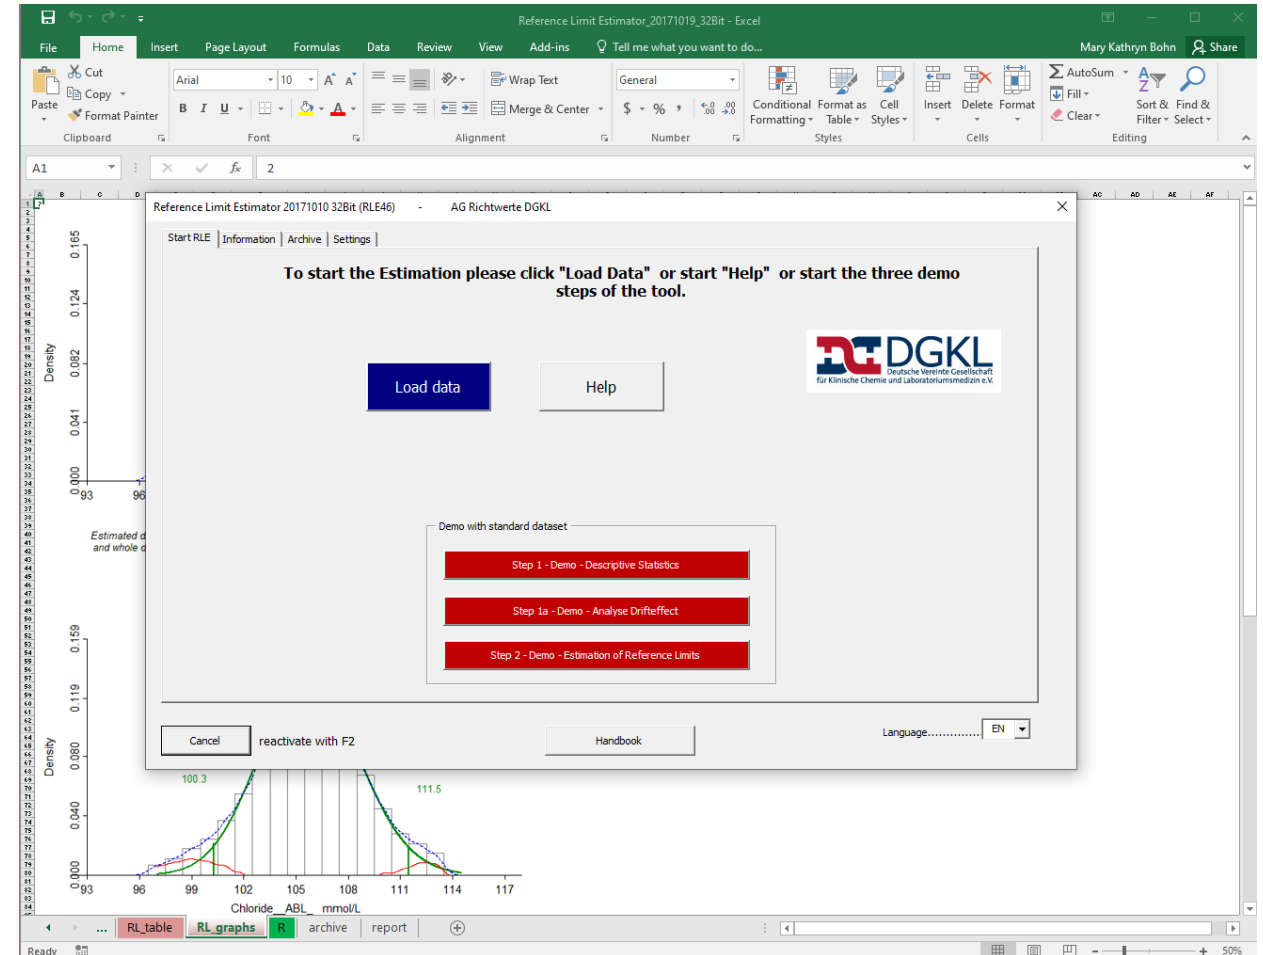 Reference Limit Estimator_20171019_32Bit - Excel
File Home Insert Page Layout Formulas Data Review View Add-ins Tell me what you want to do... Mary Kathryn Bohn Share
Cut
Copy
Format Painter
Paste
Clipboard
Arial 10
B I U
Font
Wrap Text
Merge & Center
Alignment
General
$ % ,
Number
Conditional Formatting
Format as Table
Cell Styles
Styles
Insert Delete Format
Cells
AutoSum
Fill
Clear
Sort & Filter
Find & Select
Editing
A1 fx 2
A B C D AC AD AE AF
Reference Limit Estimator 20171010 32Bit (RLE46) - AG Richtwerte DGKL
Start RLE Information Archive Settings
To start the Estimation please click "Load Data" or start "Help" or start the three demo
steps of the tool.
DGKL
Deutsche Vereinte Gesellschaft
für Klinische Chemie und Laboratoriumsmedizin e.V.
Load data Help
Demo with standard dataset
Step 1 - Demo - Descriptive Statistics
Step 1a - Demo - Analyse Drifteffect
Step 2 - Demo - Estimation of Reference Limits
Cancel reactivate with F2 Handbook Language.............. EN
Density
0.165
0.124
0.082
0.041
0.000
93 96
Estimated d
and whole d
Density
0.159
0.119
0.080
0.040
0.000
100.3 111.5
93 96 99 102 105 108 111 114 117
Chloride__ABL_ mmol/L
... RL_table RL_graphs R archive report
Ready 50%